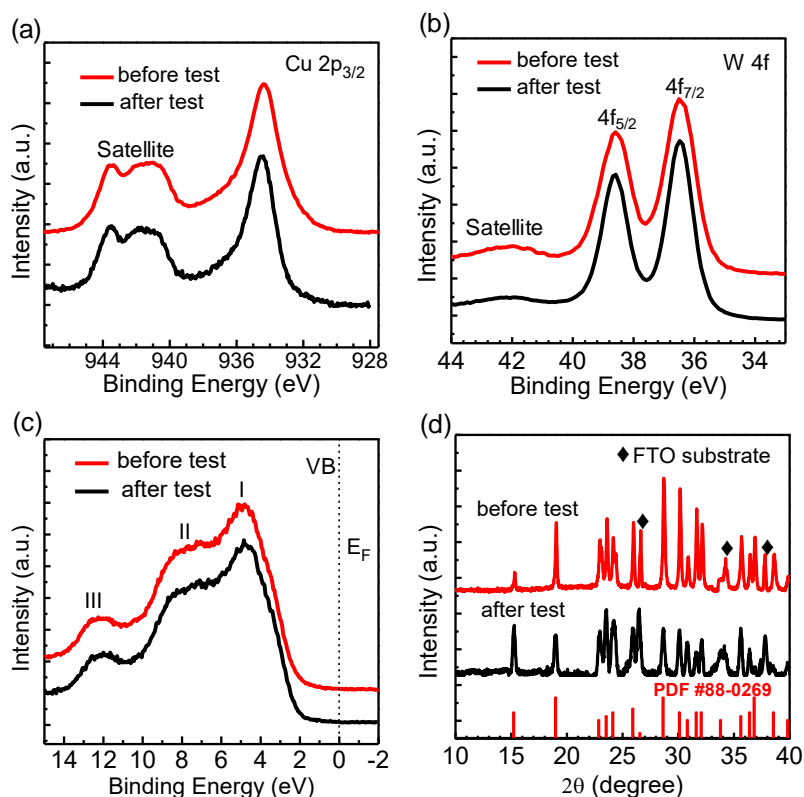 (a)
Cu 2p3/2
before test
after test
Satellite
Intensity (a.u.)
944 940 936 932 928
Binding Energy (eV)
(b)
W 4f
before test
after test
4f5/2
4f7/2
Satellite
Intensity (a.u.)
44 42 40 38 36 34
Binding Energy (eV)
(c)
before test
after test
VB
I
II
III
EF
Intensity (a.u.)
15 12 10 8 6 4 2 0 -2
Binding Energy (eV)
(d)
♦ FTO substrate
before test
after test
PDF #88-0269
Intensity (a.u.)
10 15 20 25 30 35 40
2θ (degree)